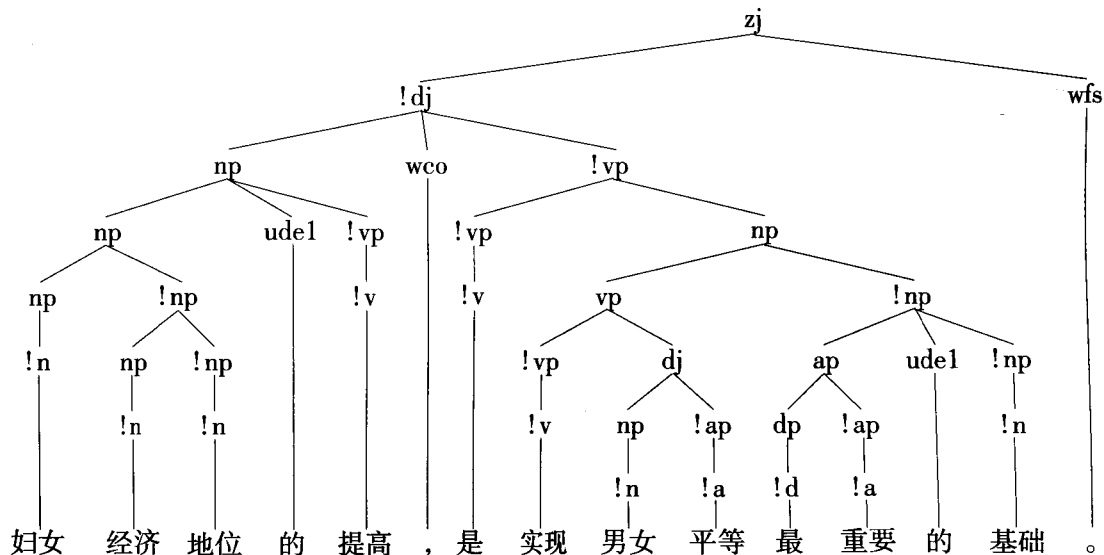 zj
!dj wfs
np wco !vp
np ude1 !vp !vp np
np !np !v !v vp !np
!n np !np !vp dj ap ude1 !np
!n !n !v np !ap dp !ap !n
!n !a !d !a
妇女 经济 地位 的 提高 , 是 实现 男女 平等 最 重要 的 基础 。